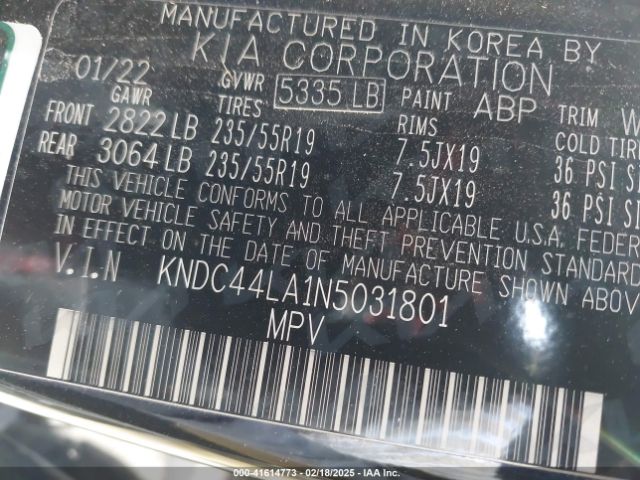 MANUFACTURED IN KOREA BY
KIA CORPORATION
01/22 GVWR 5335 LB PAINT ABP TRIM
GAWR TIRES RIMS COLD TIRE
FRONT 2822 LB 235/55R19 7.5JX19 36 PSI
REAR 3064 LB 235/55R19 7.5JX19 36 PSI
THIS VEHICLE CONFORMS TO ALL APPLICABLE U.S.A. FEDER
MOTOR VEHICLE SAFETY AND THEFT PREVENTION STANDARD
IN EFFECT ON THE DATE OF MANUFACTURE SHOWN ABOV
V.I.N KNDC44LA1N5031801
MPV
000-41614773 — 02/18/2025 — IAA Inc.